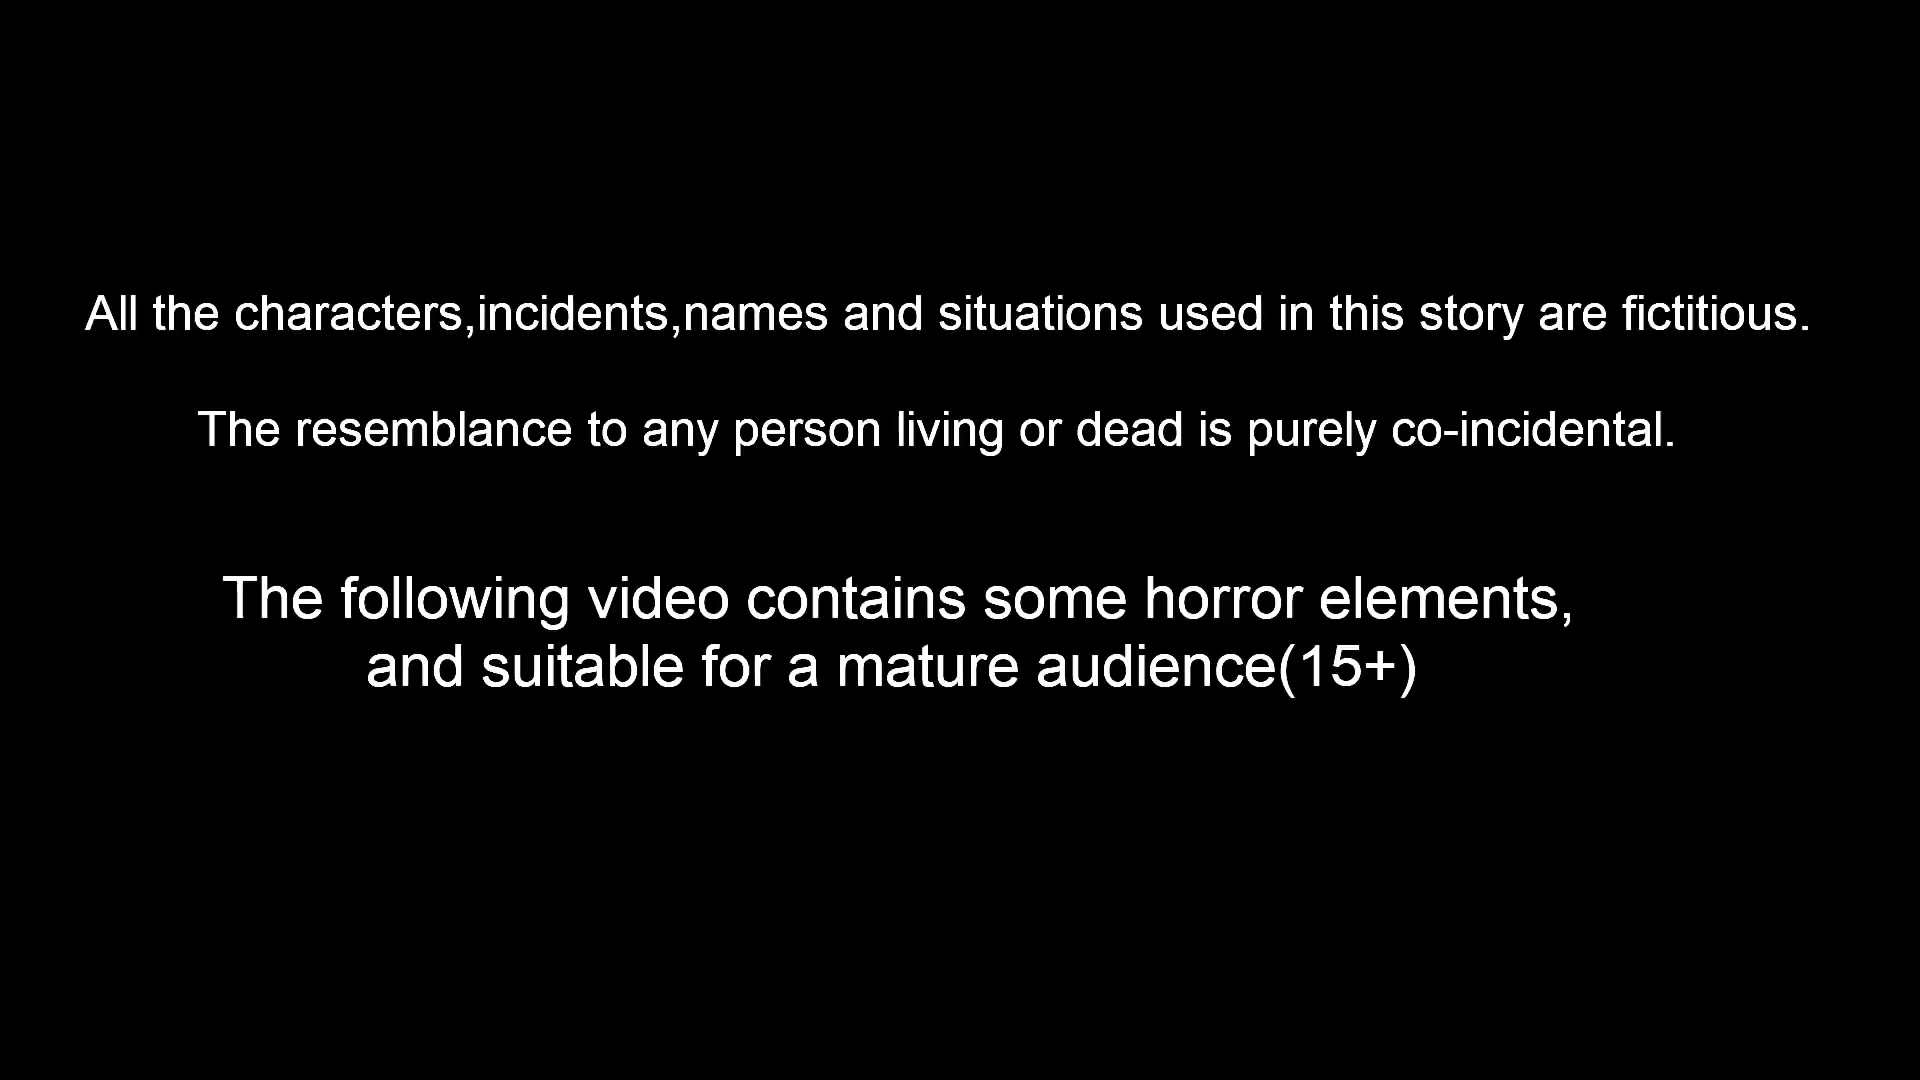 All the characters,incidents,names and situations used in this story are fictitious.
The resemblance to any person living or dead is purely co-incidental.
The following video contains some horror elements,
and suitable for a mature audience(15+)